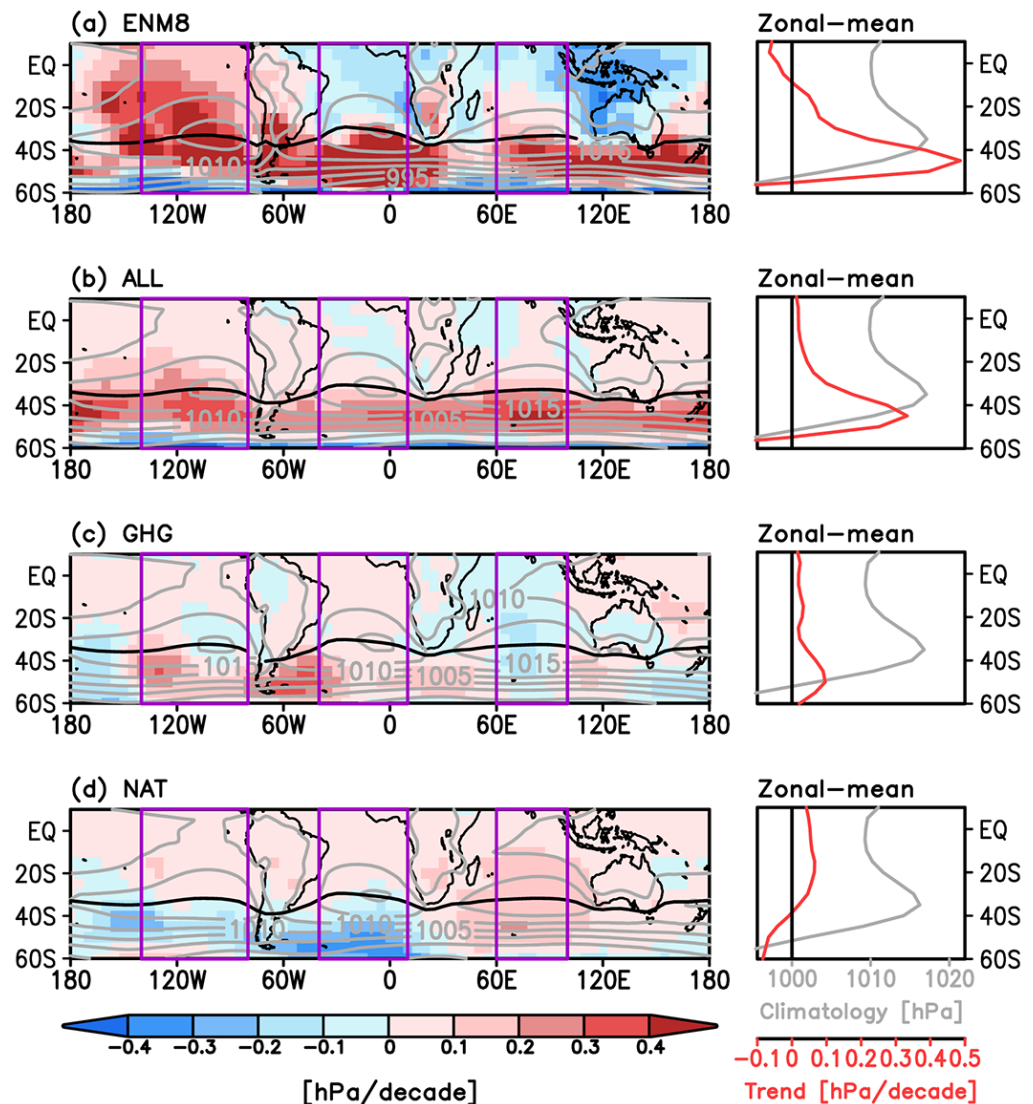 (a) ENM8
Zonal-mean
EQ
20S
40S
60S
1010
995
1015
180 120W 60W 0 60E 120E 180
EQ
20S
40S
60S
(b) ALL
Zonal-mean
EQ
20S
40S
60S
1010
1005
1015
180 120W 60W 0 60E 120E 180
EQ
20S
40S
60S
(c) GHG
Zonal-mean
EQ
20S
40S
60S
1010
101
1010
1005
1015
180 120W 60W 0 60E 120E 180
EQ
20S
40S
60S
(d) NAT
Zonal-mean
EQ
20S
40S
60S
1010
1010
1005
180 120W 60W 0 60E 120E 180
EQ
20S
40S
60S
1000 1010 1020
Climatology [hPa]
-0.4 -0.3 -0.2 -0.1 0 0.1 0.2 0.3 0.4
[hPa/decade]
-0.1 0 0.1 0.2 0.3 0.4 0.5
Trend [hPa/decade]